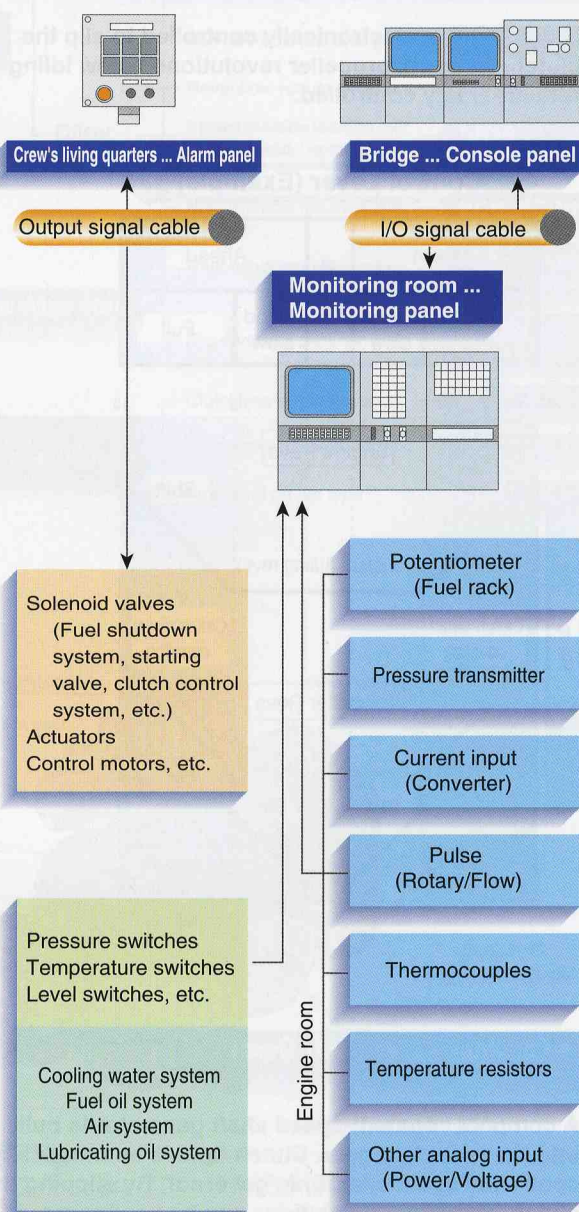 Crew's living quarters ... Alarm panel
Bridge ... Console panel
Output signal cable
I/O signal cable
Monitoring room ...
Monitoring panel
Solenoid valves
(Fuel shutdown
system, starting
valve, clutch control
system, etc.)
Actuators
Control motors, etc.
Pressure switches
Temperature switches
Level switches, etc.
Cooling water system
Fuel oil system
Air system
Lubricating oil system
Engine room
Potentiometer
(Fuel rack)
Pressure transmitter
Current input
(Converter)
Pulse
(Rotary/Flow)
Thermocouples
Temperature resistors
Other analog input
(Power/Voltage)